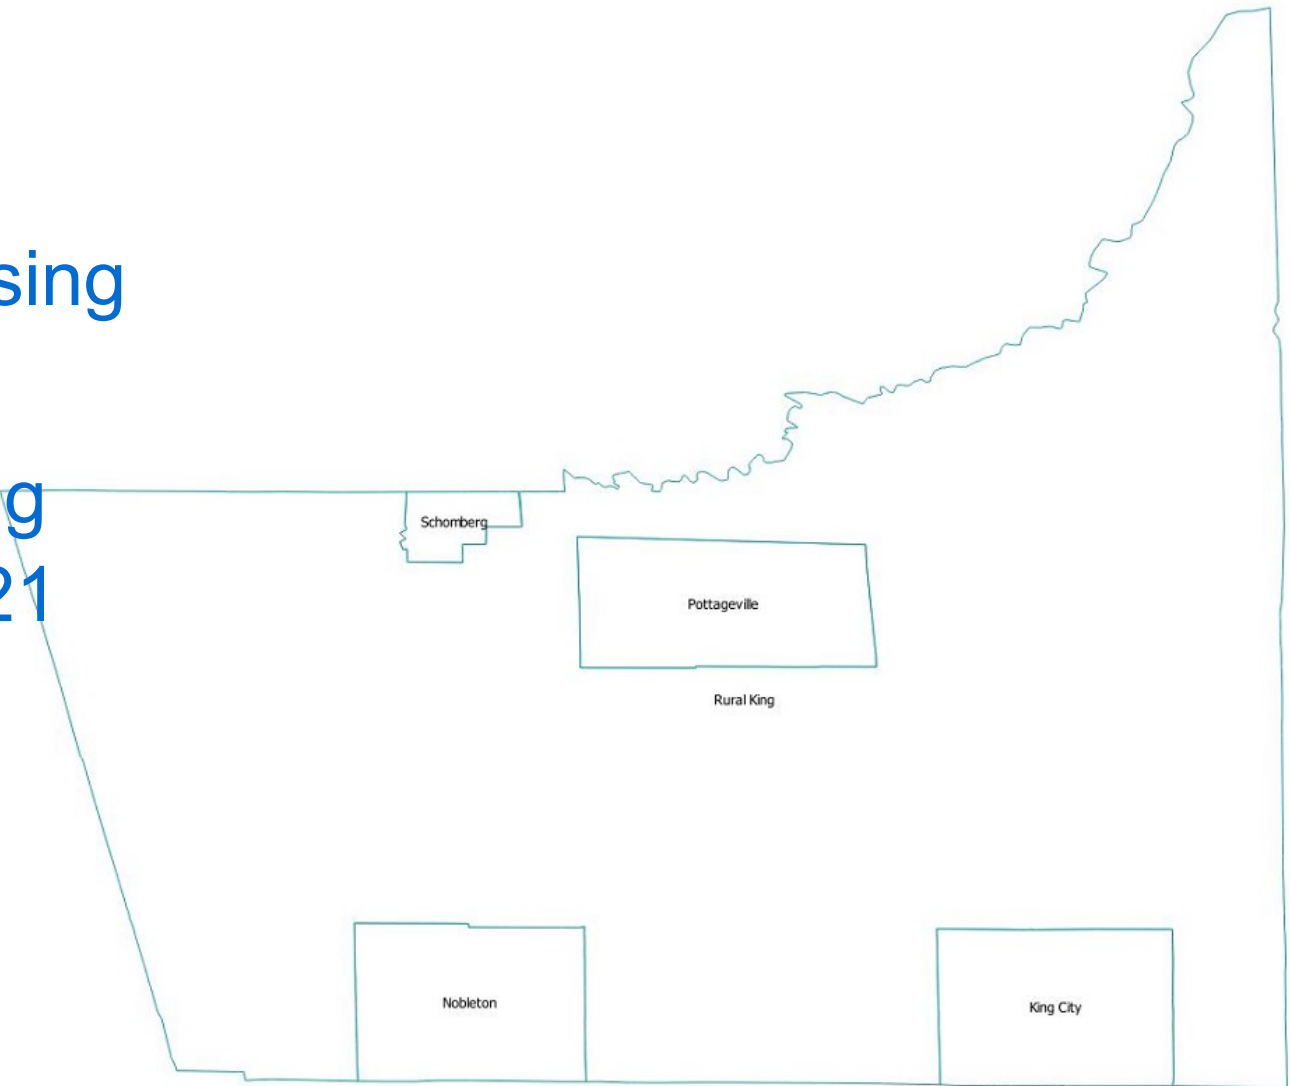 sing
g
21
Schomberg
Pottageville
Rural King
Nobleton
King City